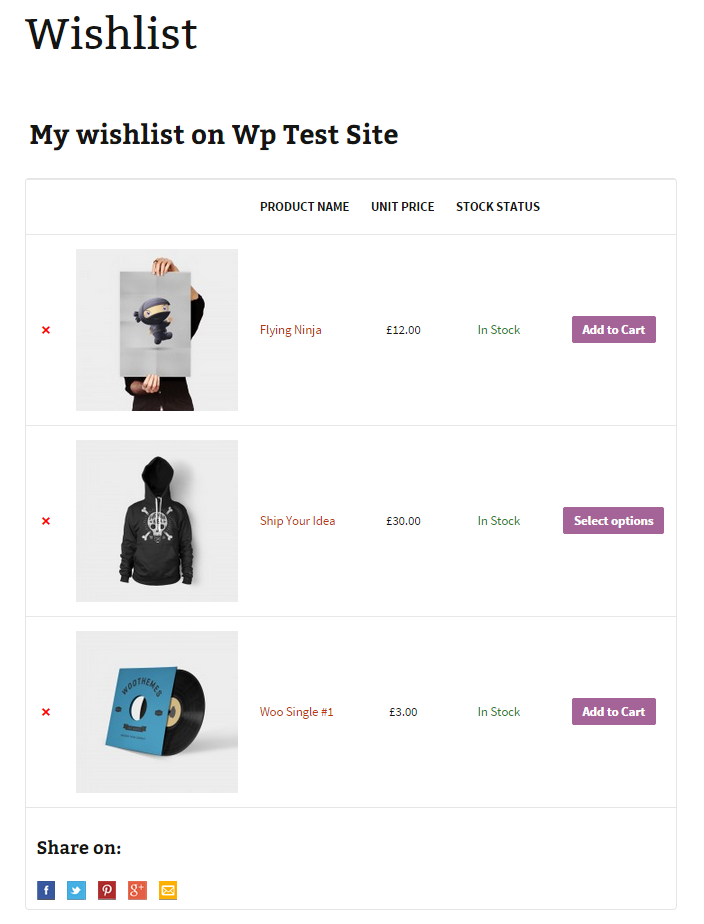 Wishlist
My wishlist on Wp Test Site
PRODUCT NAME UNIT PRICE STOCK STATUS
× Flying Ninja £12.00 In Stock Add to Cart
× Ship Your Idea £30.00 In Stock Select options
WOOTHEMES
× Woo Single #1 £3.00 In Stock Add to Cart
Share on:
f g+